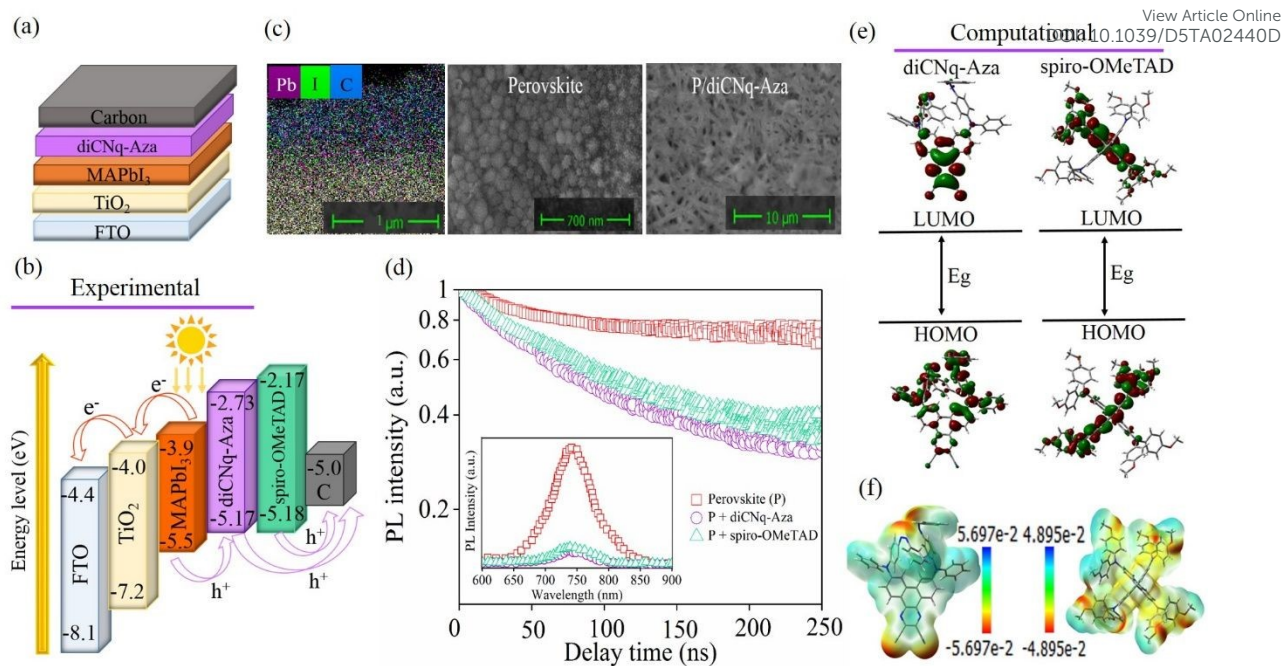 View Article Online
DOI: 10.1039/D5TA02440D
(a)
Carbon
diCNq-Aza
MAPbI₃
TiO₂
FTO
(b)
Experimental
Energy level (eV)
e⁻
e⁻
-4.4
FTO
-8.1
-4.0
TiO₂
-7.2
-3.9
MAPbI₃
-5.5
-2.73
diCNq-Aza
-5.17
-2.17
spiro-OMeTAD
-5.18
-5.0
C
h⁺
h⁺
h⁺
(c)
Pb I C
1 µm
Perovskite
700 nm
P/diCNq-Aza
10 µm
(d)
PL intensity (a.u.)
1
0.8
0.6
0.4
0.2
0 50 100 150 200 250
Delay time (ns)
PL Intensity (a.u.)
600 650 700 750 800 850 900
Wavelength (nm)
Perovskite (P)
P + diCNq-Aza
P + spiro-OMeTAD
(e)
Computational
diCNq-Aza
spiro-OMeTAD
LUMO
LUMO
Eg
Eg
HOMO
HOMO
(f)
5.697e-2
4.895e-2
-5.697e-2
-4.895e-2